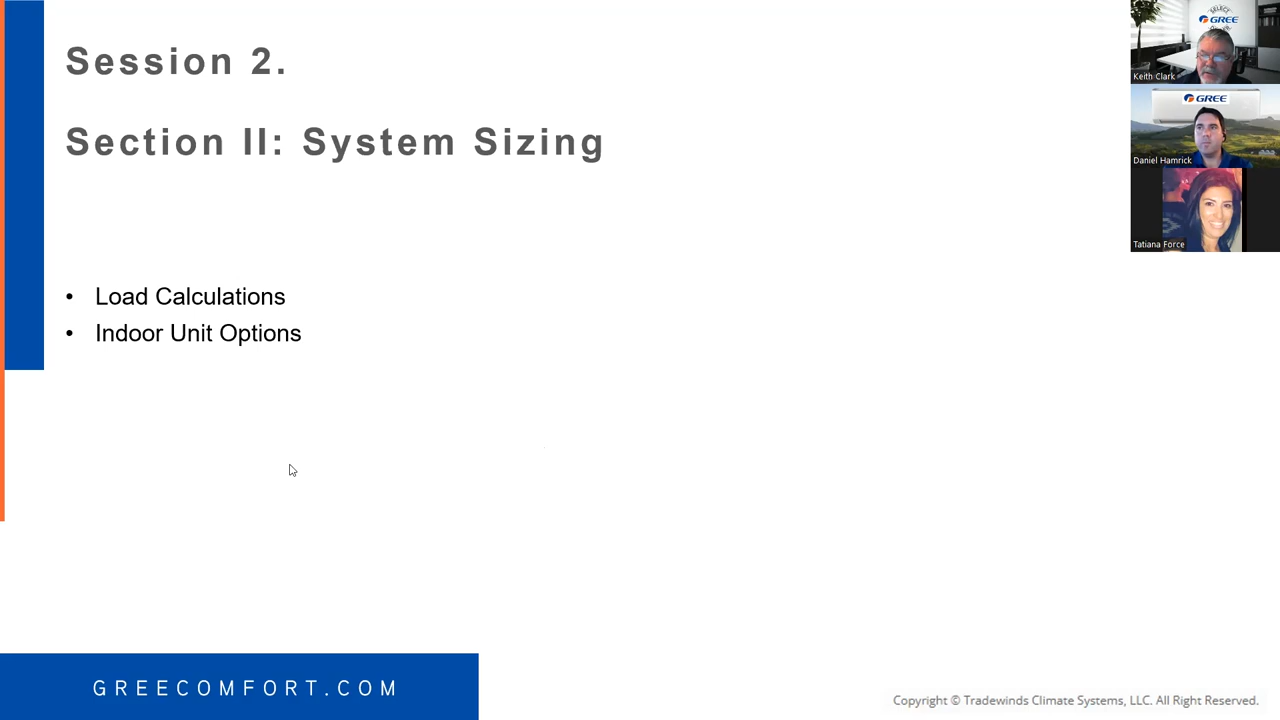 Session 2.
Section II: System Sizing
• Load Calculations
• Indoor Unit Options
GREECOMFORT.COM
Copyright © Tradewinds Climate Systems, LLC. All Right Reserved.
SELECT
GREE
Keith Clark
GREE
Daniel Hamrick
Tatiana Force